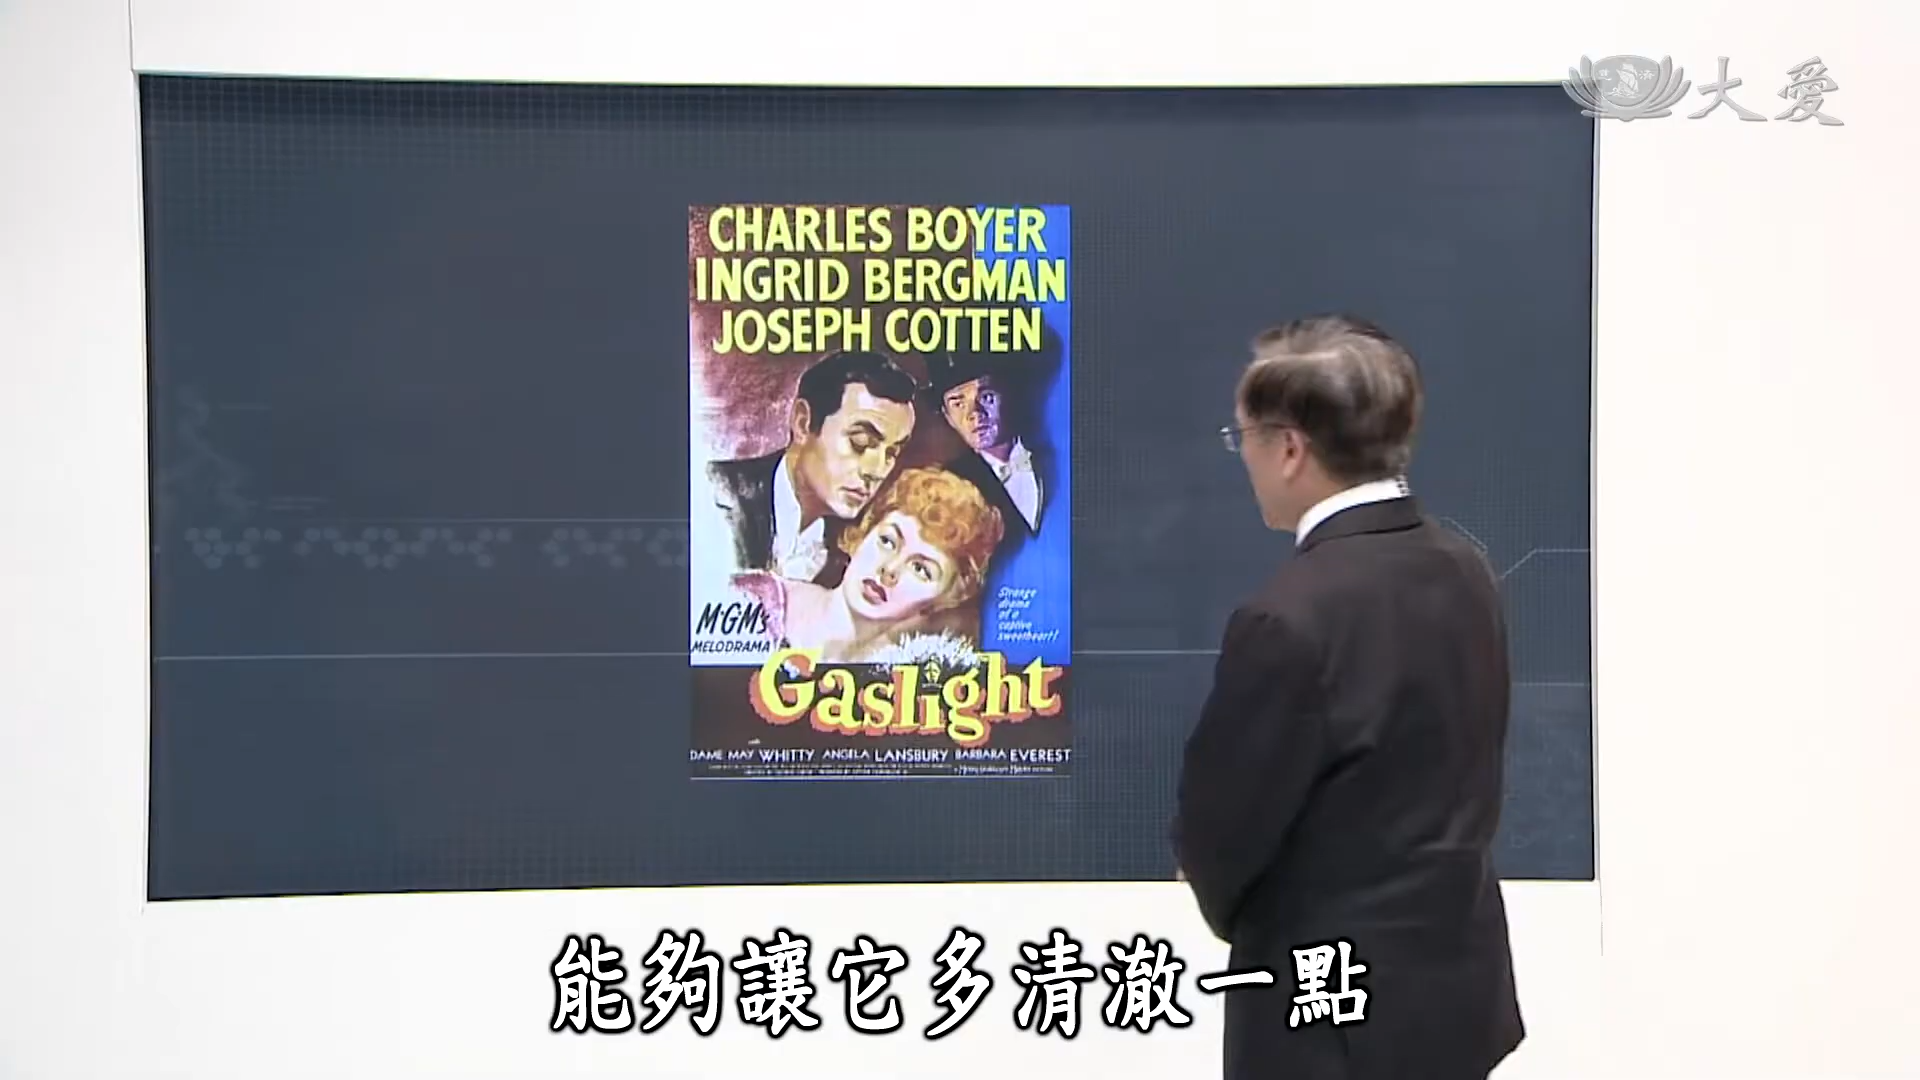 大愛
CHARLES BOYER
INGRID BERGMAN
JOSEPH COTTEN
Strange
drama
of a
captive
sweetheart!
M-G-M's
MELODRAMA
Gaslight
with
DAME MAY WHITTY ANGELA LANSBURY BARBARA EVEREST
能夠讓它多清澈一點